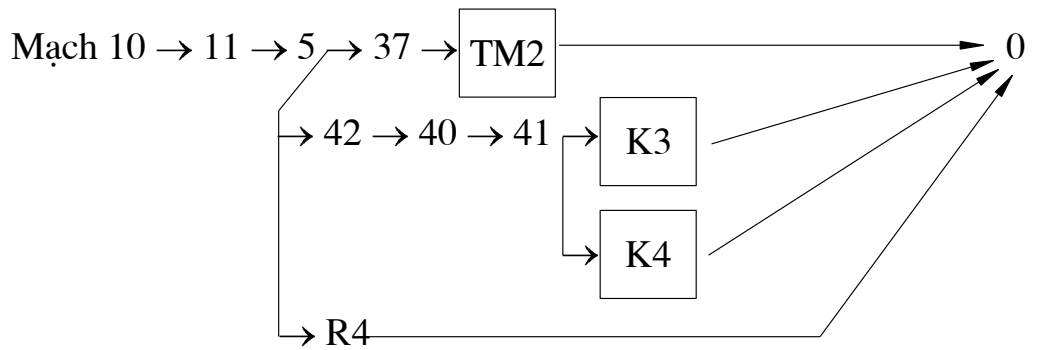 Mạch 10 → 11 → 5 → 37 → TM2 → 0
→ 42 → 40 → 41 → K3
→ K4
→ R4